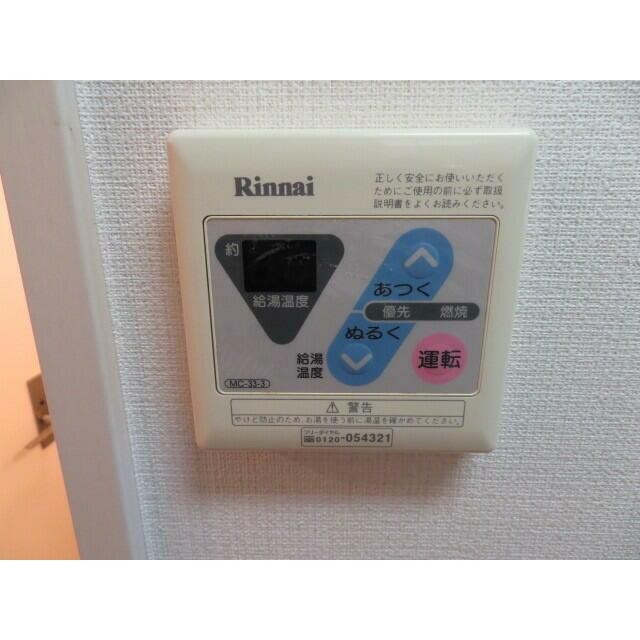 Rinnai
正しく安全にお使いいただく
ためにご使用の前に必ず取扱
説明書をよくお読みください。
約
給湯温度
あつく
優先 燃焼
ぬるく
給湯
温度
運転
MC-33-3
⚠ 警告
やけど防止のため、お湯を使う前に湯温を確かめてください。
フリーダイヤル
0120-054321